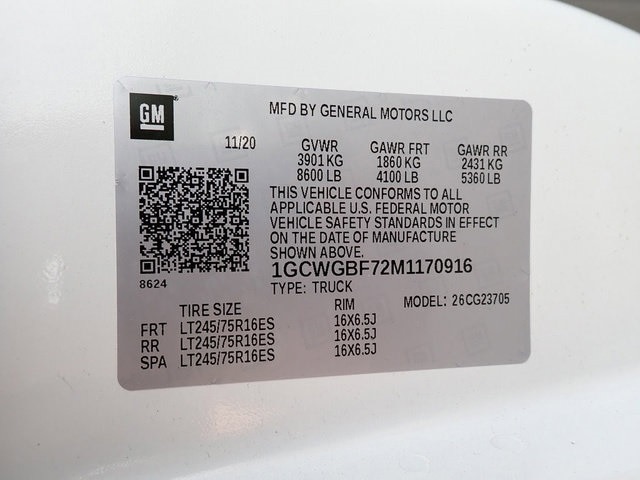 GM
MFD BY GENERAL MOTORS LLC
11/20 GVWR GAWR FRT GAWR RR
3901 KG 1860 KG 2431 KG
8600 LB 4100 LB 5360 LB
THIS VEHICLE CONFORMS TO ALL
APPLICABLE U.S. FEDERAL MOTOR
VEHICLE SAFETY STANDARDS IN EFFECT
ON THE DATE OF MANUFACTURE
SHOWN ABOVE.
1GCWGBF72M1170916
8624
TYPE: TRUCK MODEL: 26CG23705
TIRE SIZE RIM
FRT LT245/75R16ES 16X6.5J
RR LT245/75R16ES 16X6.5J
SPA LT245/75R16ES 16X6.5J